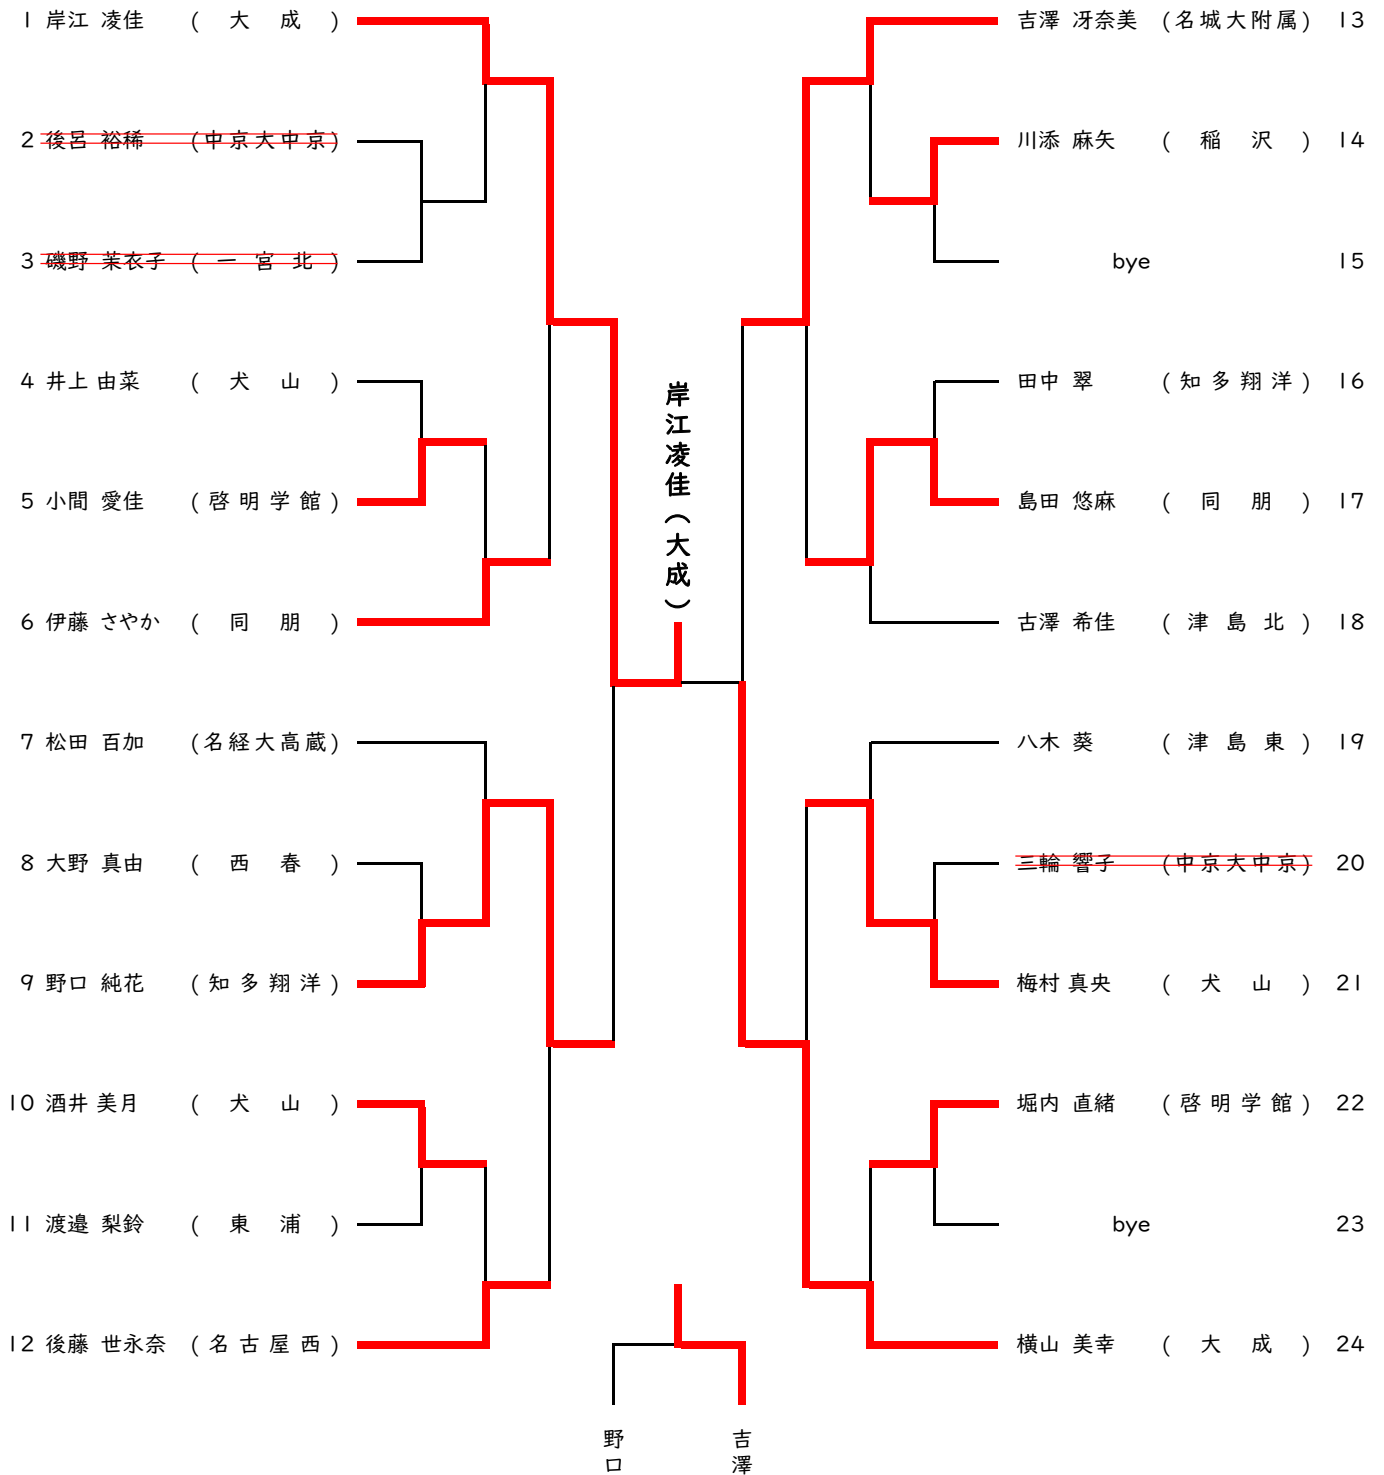 1 岸江 凌佳 ( 大 成 )
2 後呂 裕稀 (中京大中京)
3 磯野 茉衣子 ( 一 宮 北 )
4 井上 由菜 ( 犬 山 )
5 小間 愛佳 (啓明学館)
6 伊藤 さやか ( 同 朋 )
7 松田 百加 (名経大高蔵)
8 大野 真由 ( 西 春 )
9 野口 純花 (知多翔洋)
10 酒井 美月 ( 犬 山 )
11 渡邉 梨鈴 ( 東 浦 )
12 後藤 世永奈 (名古屋西)
岸江凌佳(大成)
吉澤 冴奈美 (名城大附属) 13
川添 麻矢 ( 稲 沢 ) 14
bye 15
田中 翠 (知多翔洋) 16
島田 悠麻 ( 同 朋 ) 17
古澤 希佳 ( 津 島 北 ) 18
八木 葵 ( 津 島 東 ) 19
三輪 響子 (中京大中京) 20
梅村 真央 ( 犬 山 ) 21
堀内 直緒 (啓明学館) 22
bye 23
横山 美幸 ( 大 成 ) 24
野口
吉澤